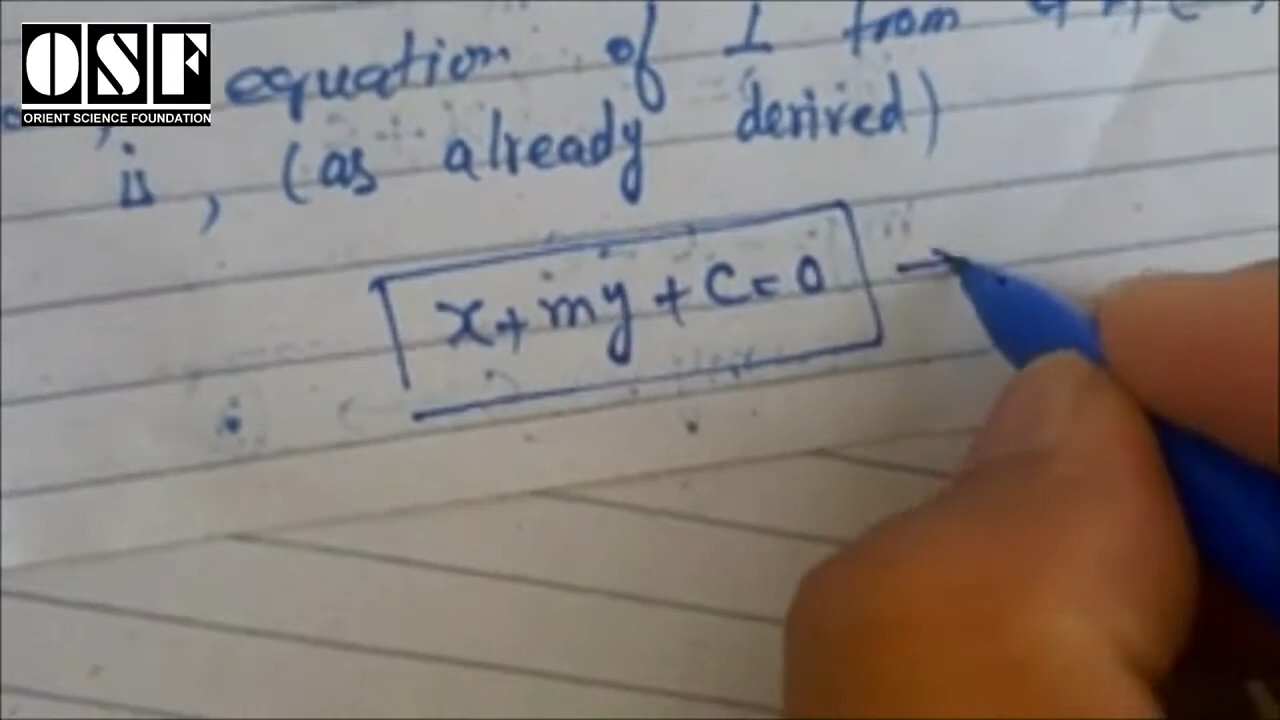 OSF
ORIENT SCIENCE FOUNDATION
equation of ⊥ from
is, (as already derived)
x+my+c=0 →